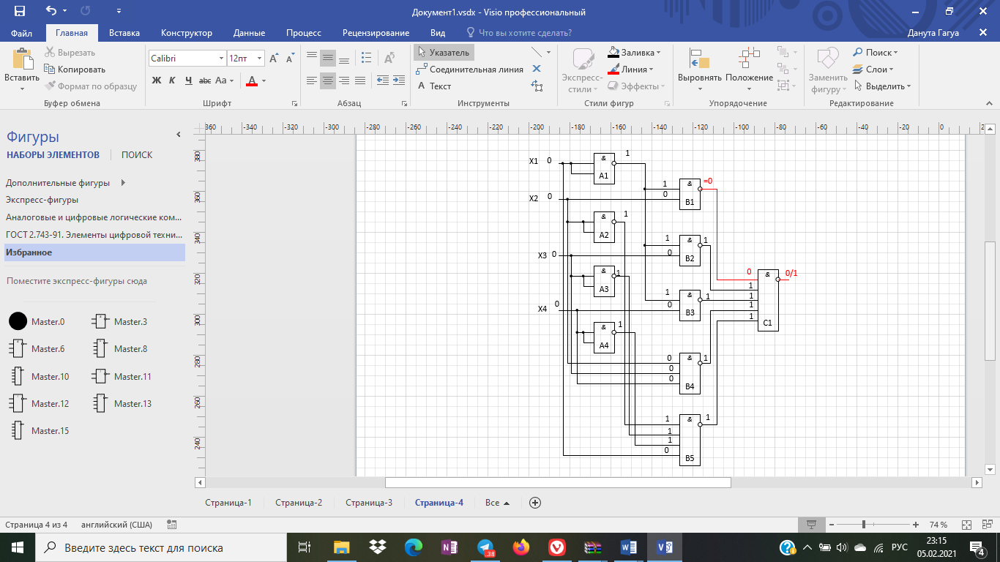 Документ1.vsdx - Visio профессиональный
Файл Главная Вставка Конструктор Данные Процесс Рецензирование Вид Что вы хотите сделать? Данута Гагуа
Вставить
Вырезать
Копировать
Формат по образцу
Буфер обмена
Calibri 12пт
Ж К Ч abc Aa A
Шрифт
Абзац
Указатель
Соединительная линия
А Текст
Инструменты
Экспресс-стили
Заливка
Линия
Эффекты
Стили фигур
Выровнять Положение
Упорядочение
Заменить фигуру
Поиск
Слои
Выделить
Редактирование
Фигуры
НАБОРЫ ЭЛЕМЕНТОВ ПОИСК
Дополнительные фигуры
Экспресс-фигуры
Аналоговые и цифровые логические ком...
ГОСТ 2.743-91. Элементы цифровой техни...
Избранное
Поместите экспресс-фигуры сюда
Master.0 Master.3
Master.6 Master.8
Master.10 Master.11
Master.12 Master.13
Master.15
360 -340 -320 -300 -280 -260 -240 -220 -200 -180 -160 -140 -120 -100 -80 -60 -40 -20 0 2
380
360
340
320
300
280
260
240
X1 0 & 1
A1
1 & =0
X2 0 0 B1
& 1
A2
1 & 1
X3 0 0 B2
& 1
A3
0 & 0/1
1
1
1
1
C1
1 & 1
X4 0 0 B3
& 1
A4
0 & 1
0
0
B4
1 & 1
1
1
0
B5
Страница-1 Страница-2 Страница-3 Страница-4 Все
Страница 4 из 4 английский (США) 74 %
Введите здесь текст для поиска
.38
РУС
23:15
05.02.2021
4